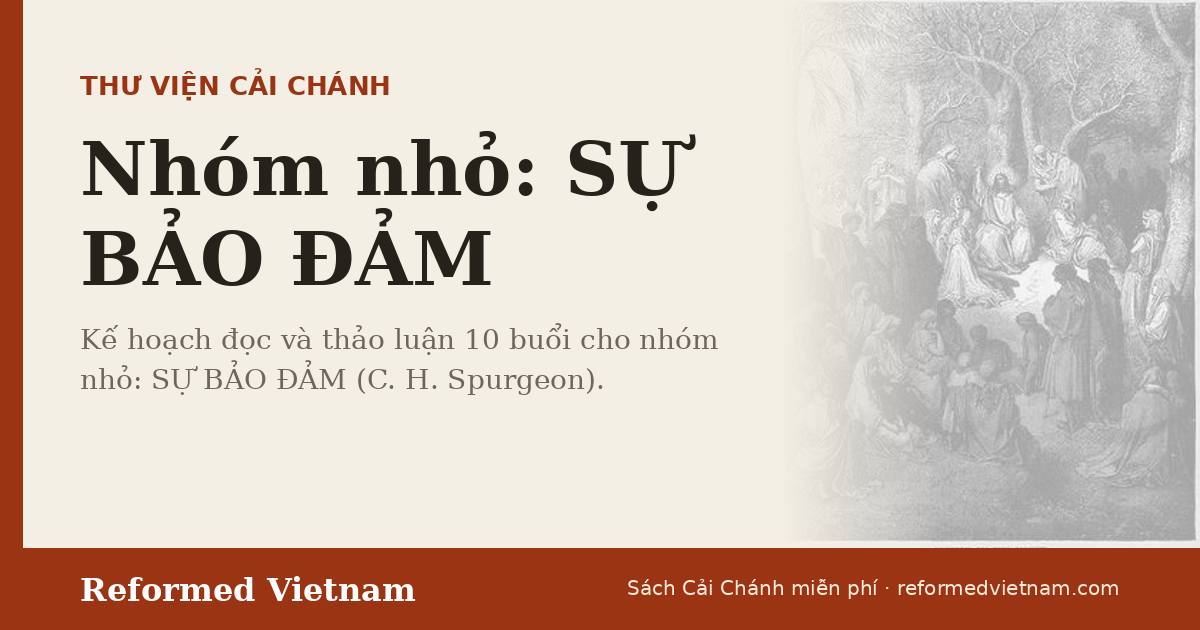 THƯ VIỆN CẢI CHÁNH
Nhóm nhỏ: SỰ
BẢO ĐẢM
Kế hoạch đọc và thảo luận 10 buổi cho nhóm
nhỏ: SỰ BẢO ĐẢM (C. H. Spurgeon).
Reformed Vietnam
Sách Cải Chánh miễn phí · reformedvietnam.com